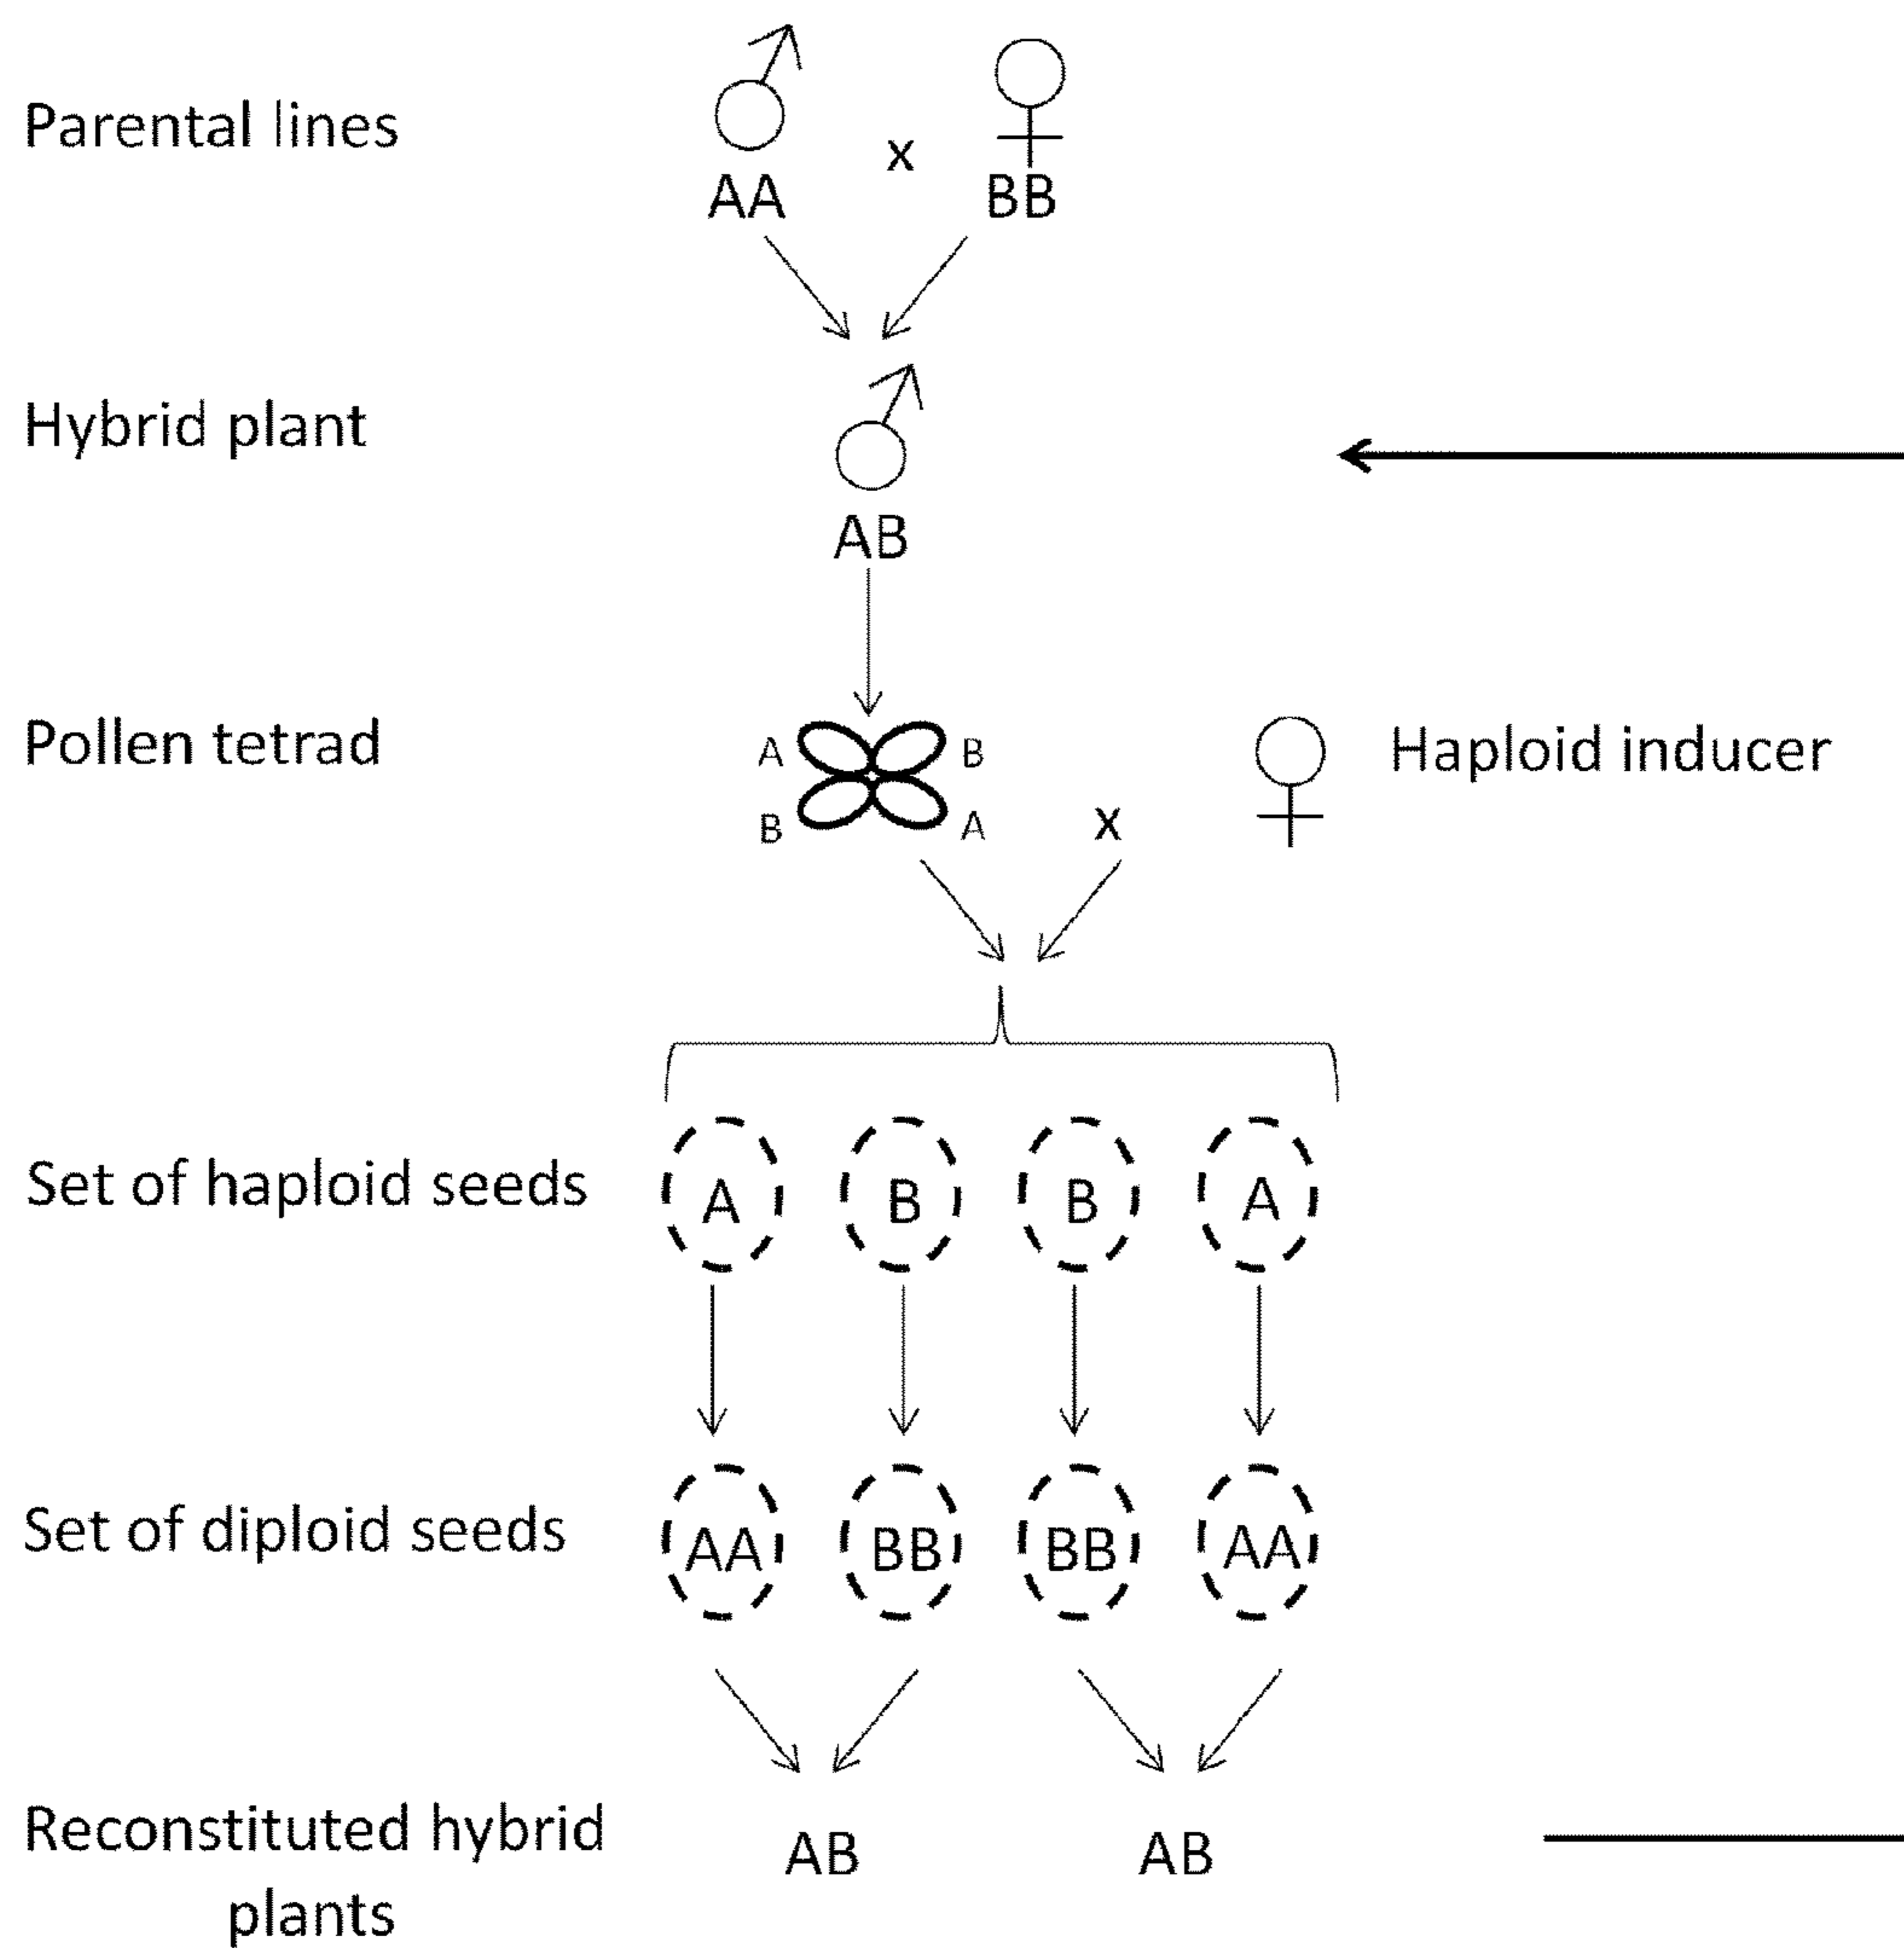 Parental lines
x
AA BB
Hybrid plant
AB
Pollen tetrad A B Haploid inducer
B A x
Set of haploid seeds A B B A
Set of diploid seeds AA BB BB AA
Reconstituted hybrid AB AB
plants